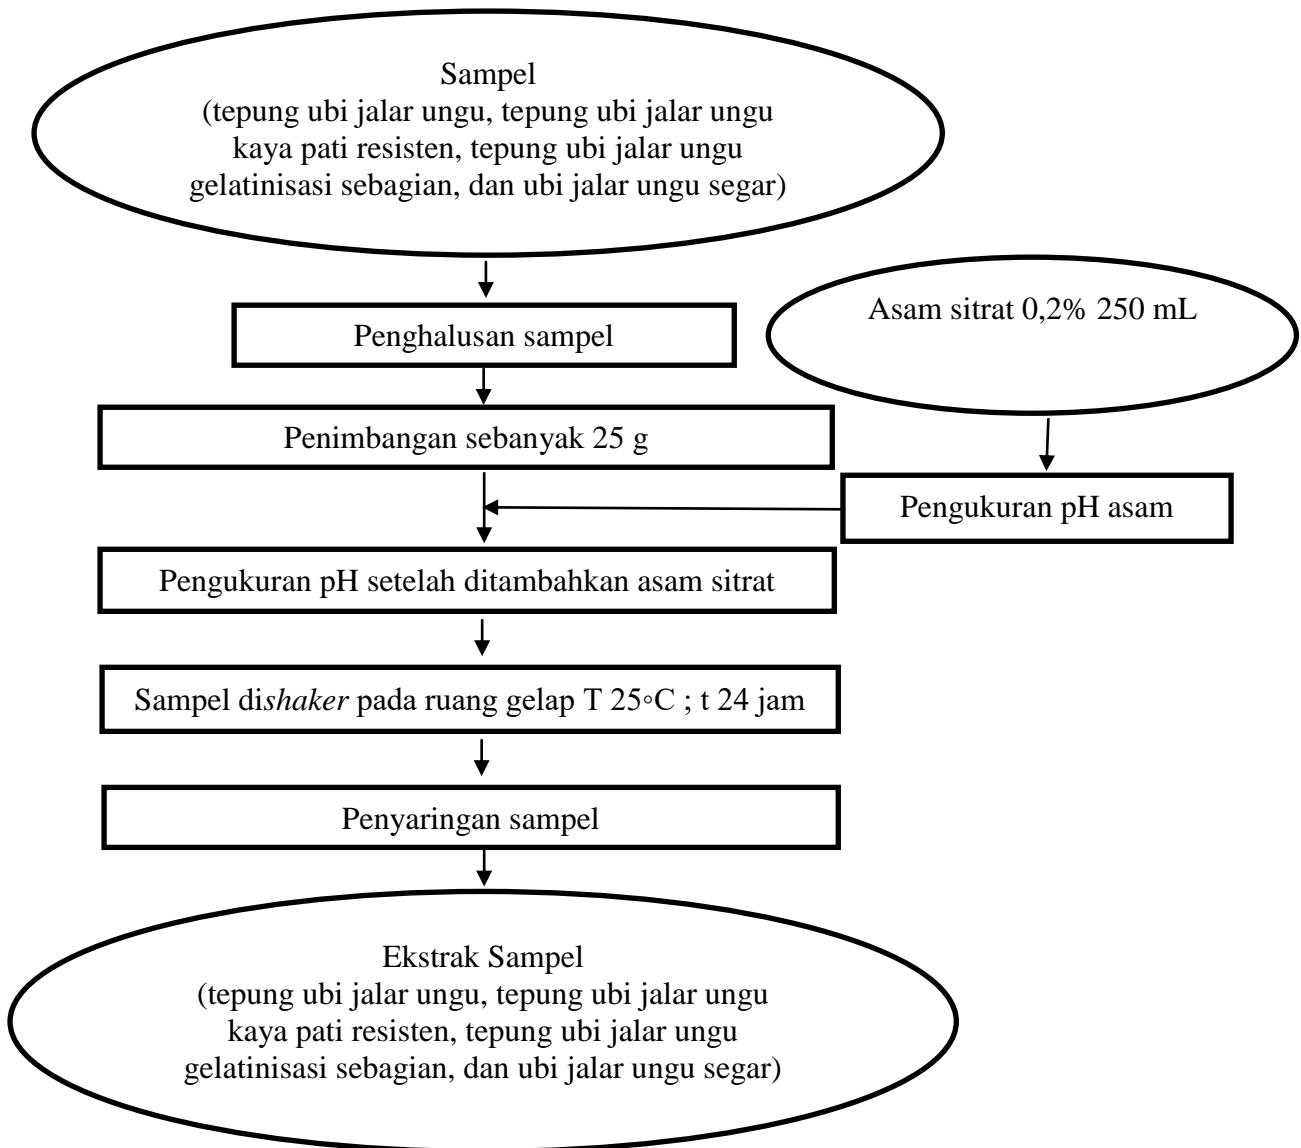 Sampel
(tepung ubi jalar ungu, tepung ubi jalar ungu
kaya pati resisten, tepung ubi jalar ungu
gelatinisasi sebagian, dan ubi jalar ungu segar)
Penghalusan sampel
Asam sitrat 0,2% 250 mL
Penimbangan sebanyak 25 g
Pengukuran pH asam
Pengukuran pH setelah ditambahkan asam sitrat
Sampel dishaker pada ruang gelap T 25◦C ; t 24 jam
Penyaringan sampel
Ekstrak Sampel
(tepung ubi jalar ungu, tepung ubi jalar ungu
kaya pati resisten, tepung ubi jalar ungu
gelatinisasi sebagian, dan ubi jalar ungu segar)